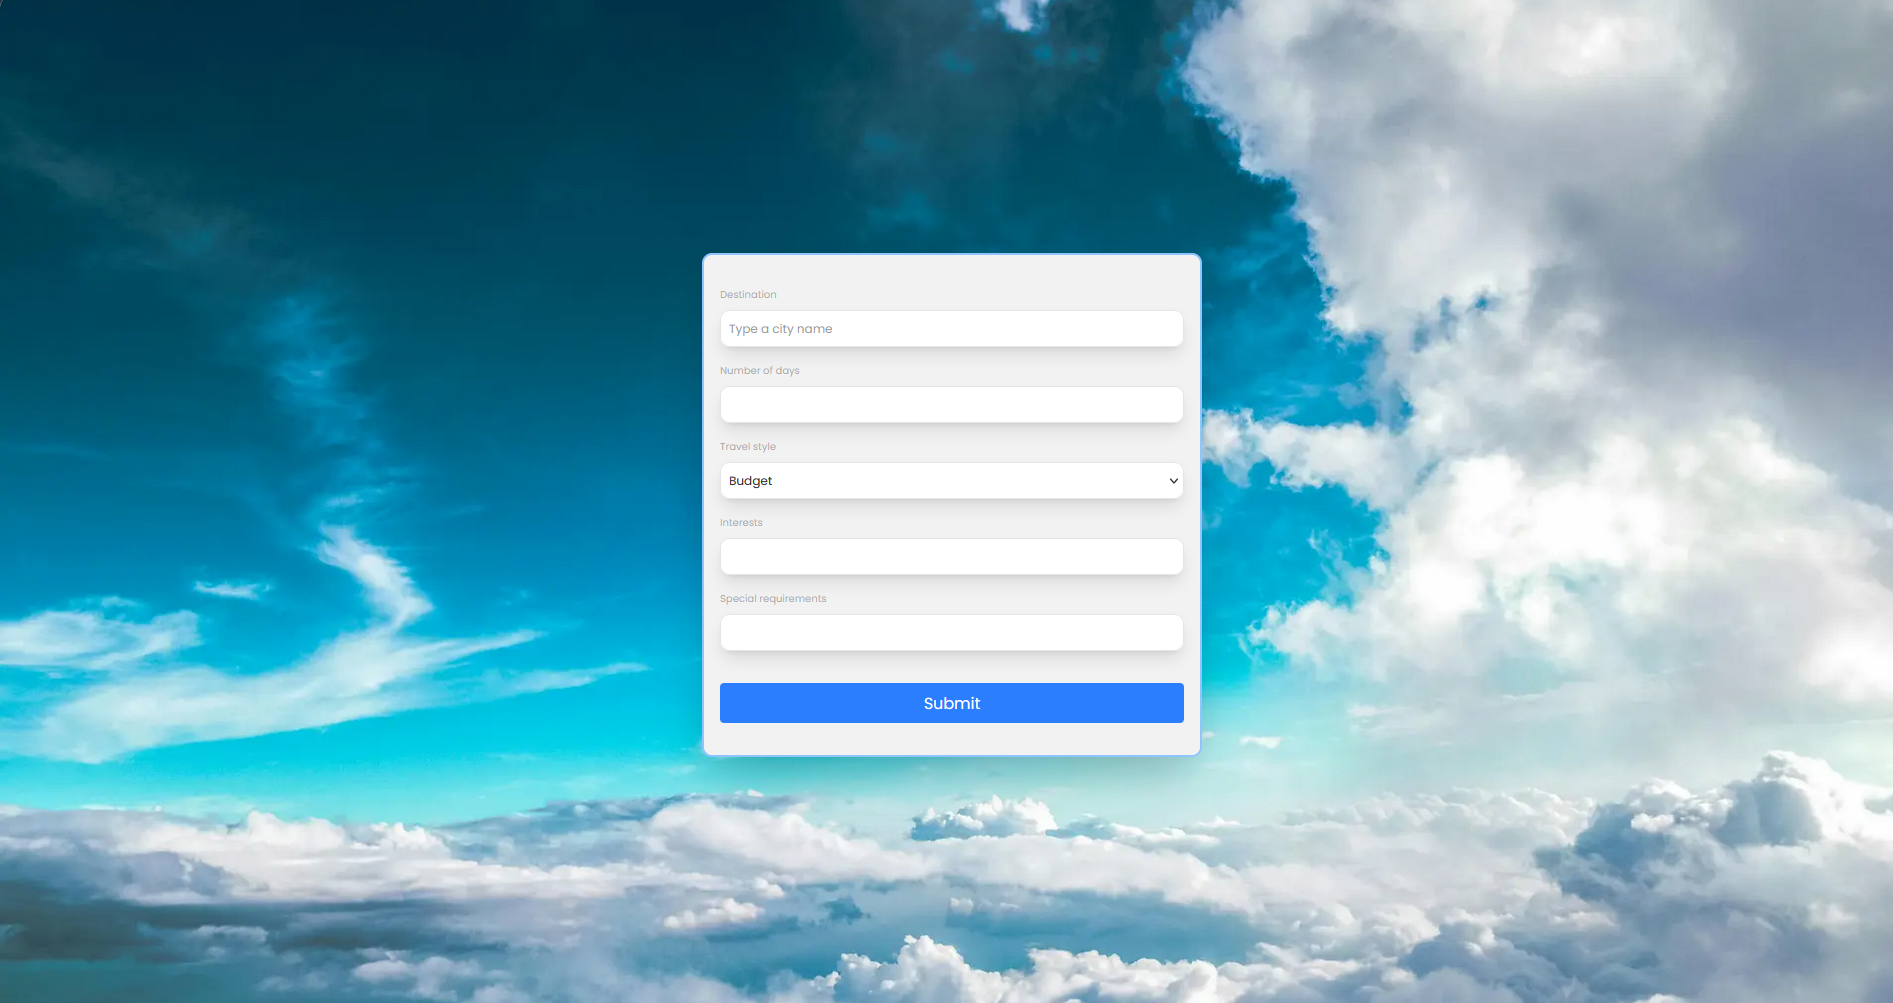 Destination
Type a city name
Number of days
Travel style
Budget
Interests
Special requirements
Submit